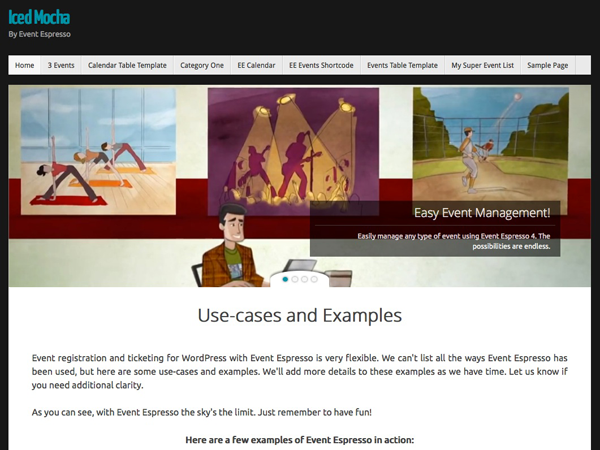 Iced Mocha
By Event Espresso
Home 3 Events Calendar Table Template Category One EE Calendar EE Events Shortcode Events Table Template My Super Event List Sample Page
Easy Event Management!
Easily manage any type of event using Event Espresso 4. The
possibilities are endless.
Use-cases and Examples
Event registration and ticketing for WordPress with Event Espresso is very flexible. We can't list all the ways Event Espresso has
been used, but here are some use-cases and examples. We'll add more details to these examples as we have time. Let us know if
you need additional clarity.
As you can see, with Event Espresso the sky's the limit. Just remember to have fun!
Here are a few examples of Event Espresso in action: